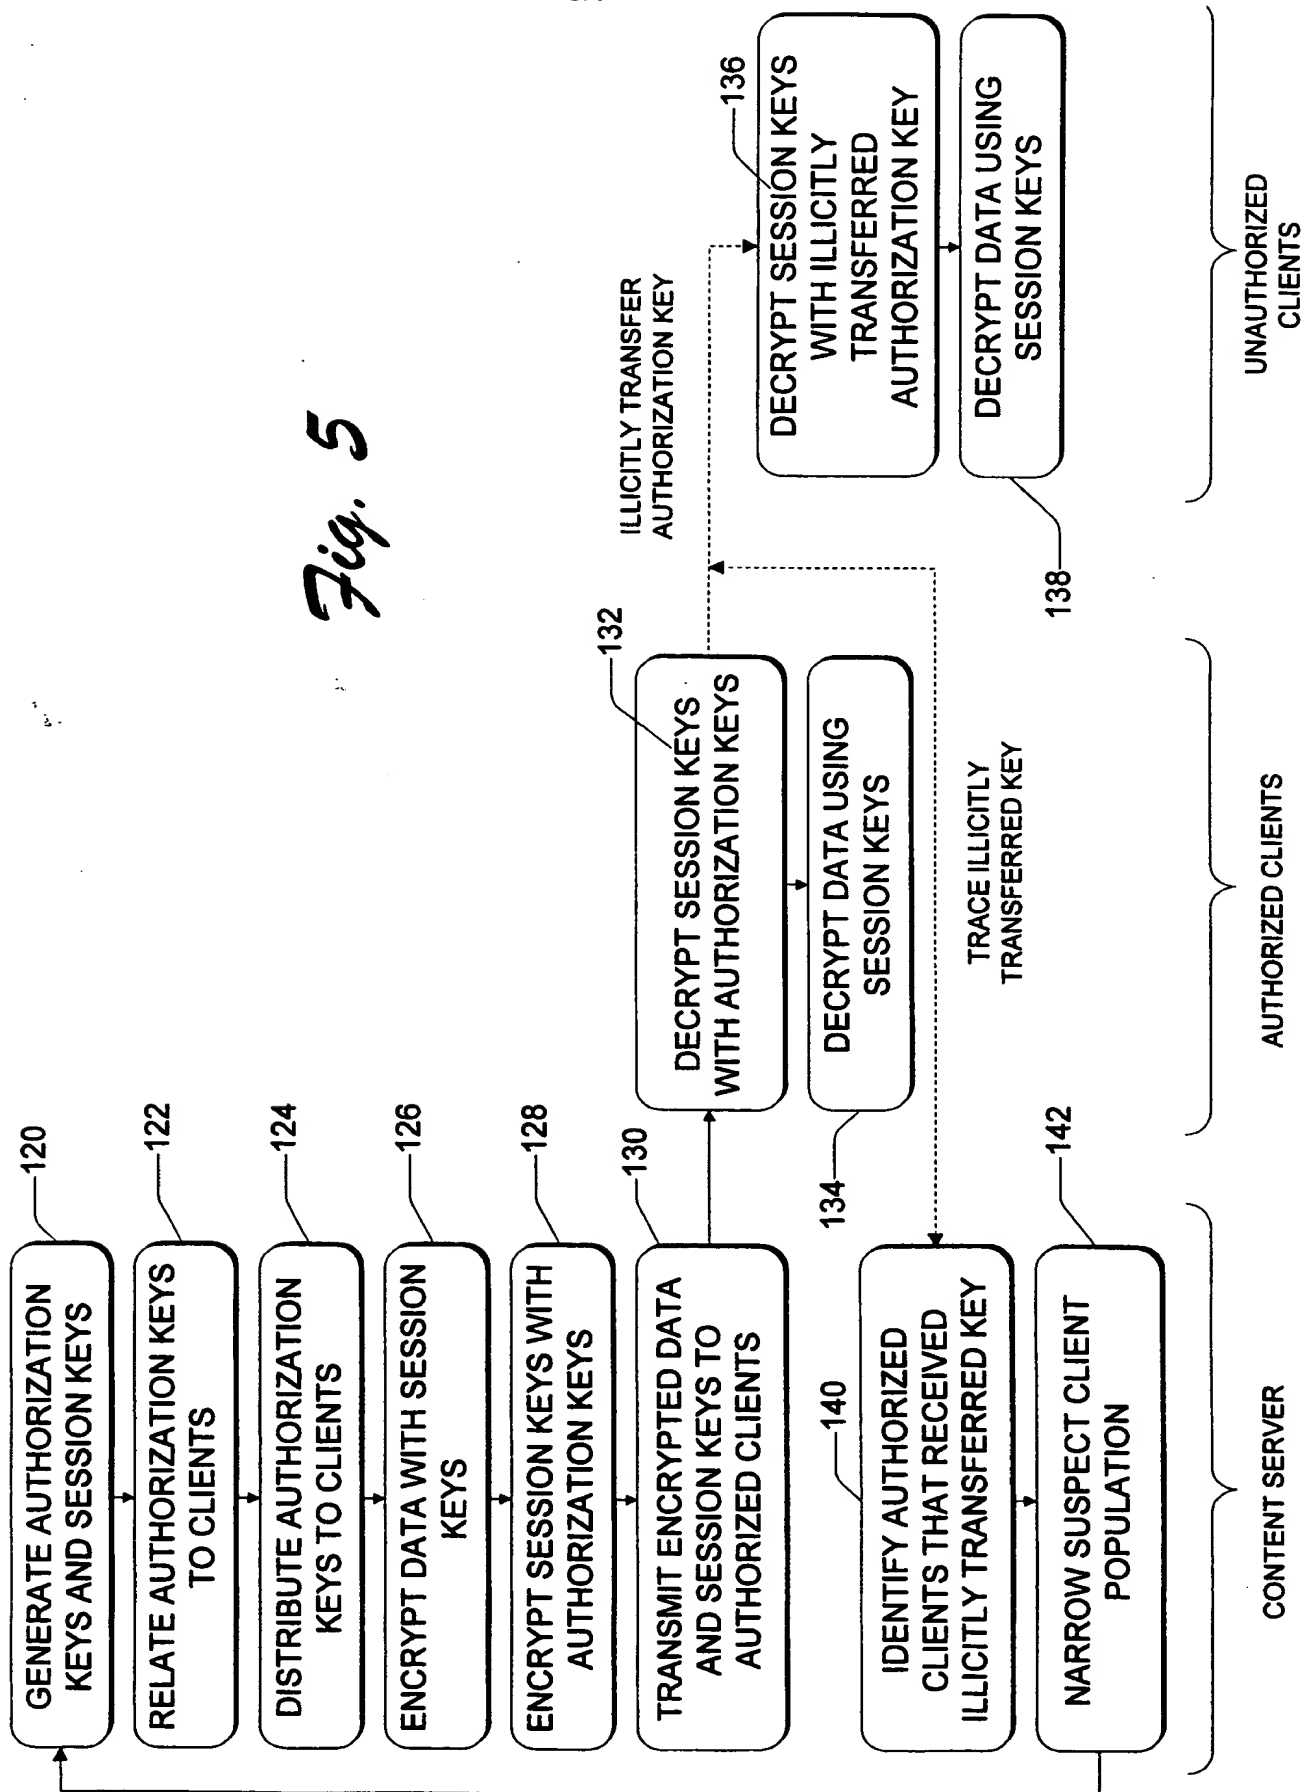 120
GENERATE AUTHORIZATION
KEYS AND SESSION KEYS
122
RELATE AUTHORIZATION KEYS
TO CLIENTS
124
DISTRIBUTE AUTHORIZATION
KEYS TO CLIENTS
126
ENCRYPT DATA WITH SESSION
KEYS
128
ENCRYPT SESSION KEYS WITH
AUTHORIZATION KEYS
130
TRANSMIT ENCRYPTED DATA
AND SESSION KEYS TO
AUTHORIZED CLIENTS
140
IDENTIFY AUTHORIZED
CLIENTS THAT RECEIVED
ILLICITLY TRANSFERRED KEY
142
NARROW SUSPECT CLIENT
POPULATION
CONTENT SERVER
132
DECRYPT SESSION KEYS
WITH AUTHORIZATION KEYS
134
DECRYPT DATA USING
SESSION KEYS
TRACE ILLICITLY
TRANSFERRED KEY
AUTHORIZED CLIENTS
Fig. 5
ILLICITLY TRANSFER
AUTHORIZATION KEY
136
DECRYPT SESSION KEYS
WITH ILLICITLY
TRANSFERRED
AUTHORIZATION KEY
138
DECRYPT DATA USING
SESSION KEYS
UNAUTHORIZED
CLIENTS